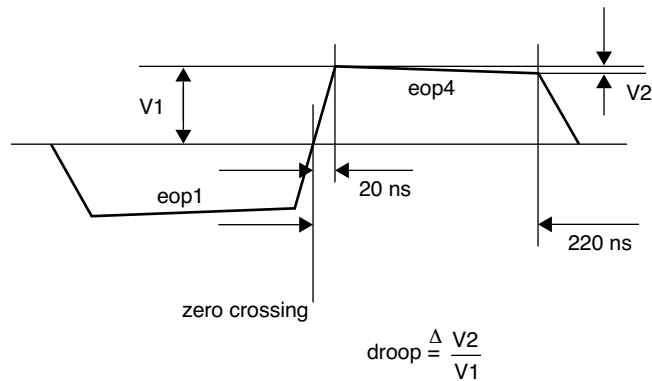 V1
eop4
V2
eop1
20 ns
220 ns
zero crossing
droop ≜ V2
V1